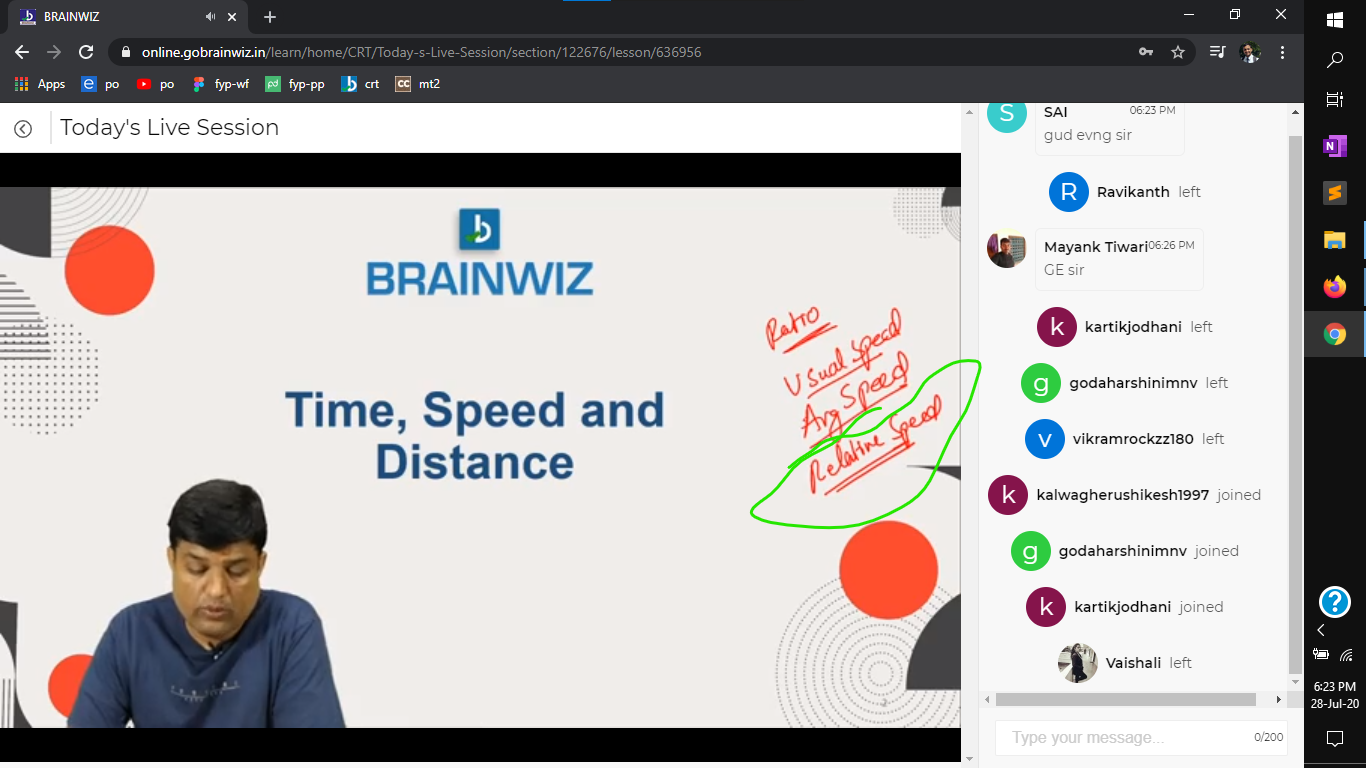 BRAINWIZ
online.gobrainwiz.in/learn/home/CRT/Today-s-Live-Session/section/122676/lesson/636956
Apps po po fyp-wf fyp-pp crt mt2
Today's Live Session
BRAINWIZ
Time, Speed and
Distance
Ratio
Usual Speed
Avg Speed
Relative Speed
2
S SAI 06:23 PM
gud evng sir
R Ravikanth left
Mayank Tiwari 06:26 PM
GE sir
k kartikjodhani left
g godaharshinimnv left
v vikramrockzz180 left
k kalwagherushikesh1997 joined
g godaharshinimnv joined
k kartikjodhani joined
Vaishali left
Type your message... 0/200
6:23 PM
28-Jul-20